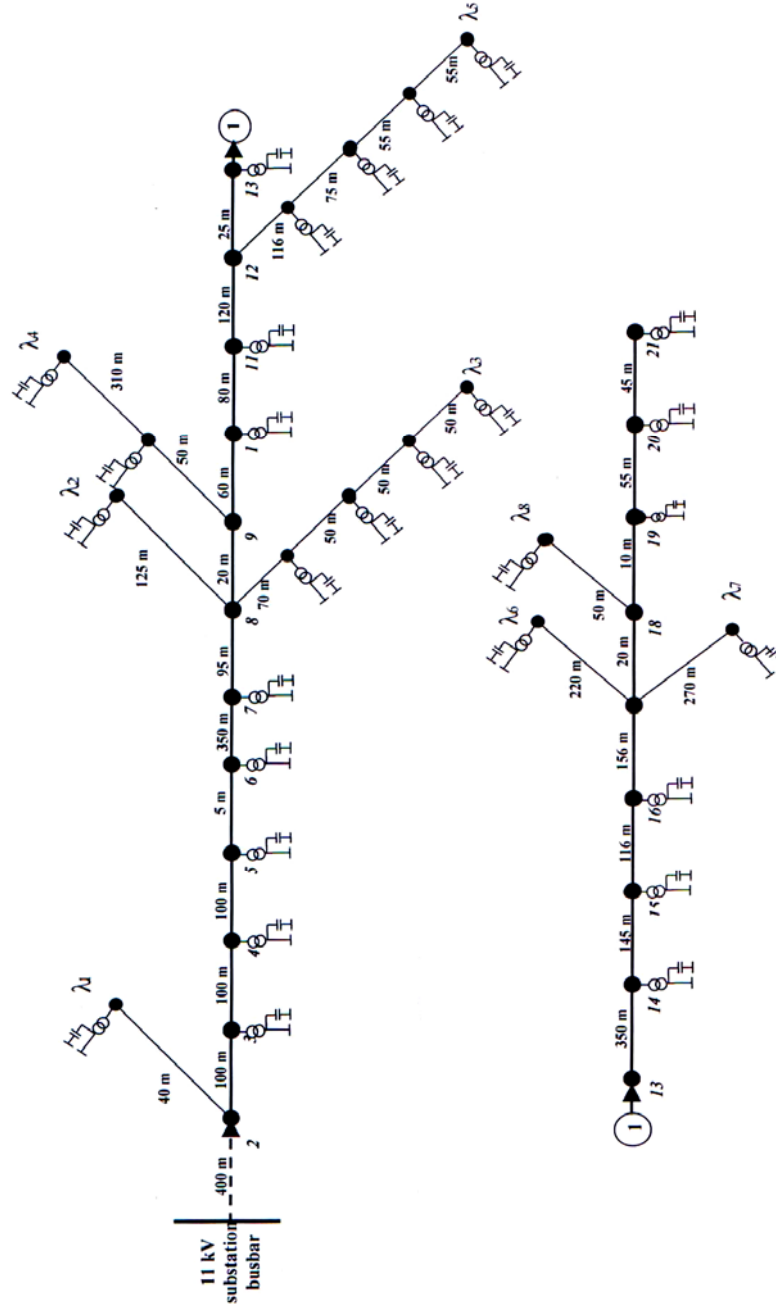 11 kV
substation
busbar
400 m
2
40 m
λ1
100 m
3
100 m
4
100 m
5
5 m
6
350 m
7
95 m
8
125 m
λ2
70 m
50 m
50 m
50 m
λ3
20 m
9
50 m
310 m
λ4
60 m
1
80 m
11
120 m
12
116 m
75 m
55 m
55m
λ5
25 m
13
1
1
13
350 m
14
145 m
15
116 m
16
156 m
220 m
λ6
270 m
λ7
20 m
18
50 m
λ8
10 m
19
55 m
20
45 m
21